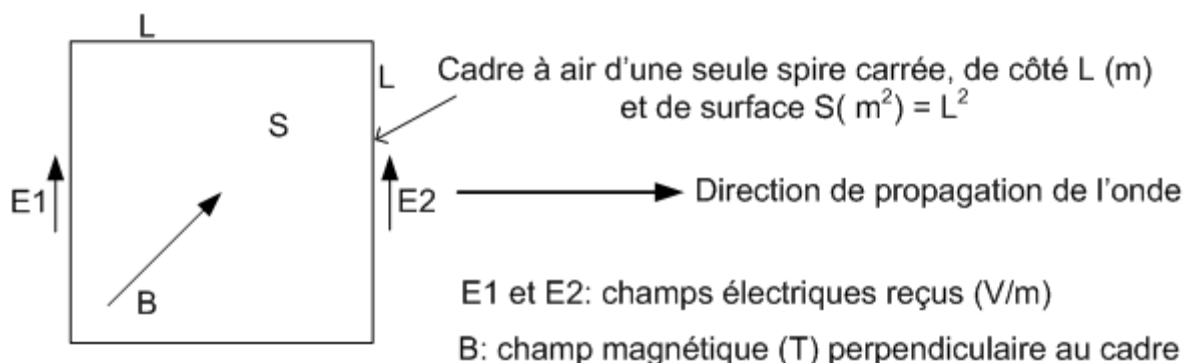 L
L
Cadre à air d'une seule spire carrée, de côté L (m)
et de surface S( m²) = L²
S
E1
E2
Direction de propagation de l'onde
B
E1 et E2: champs électriques reçus (V/m)
B: champ magnétique (T) perpendiculaire au cadre